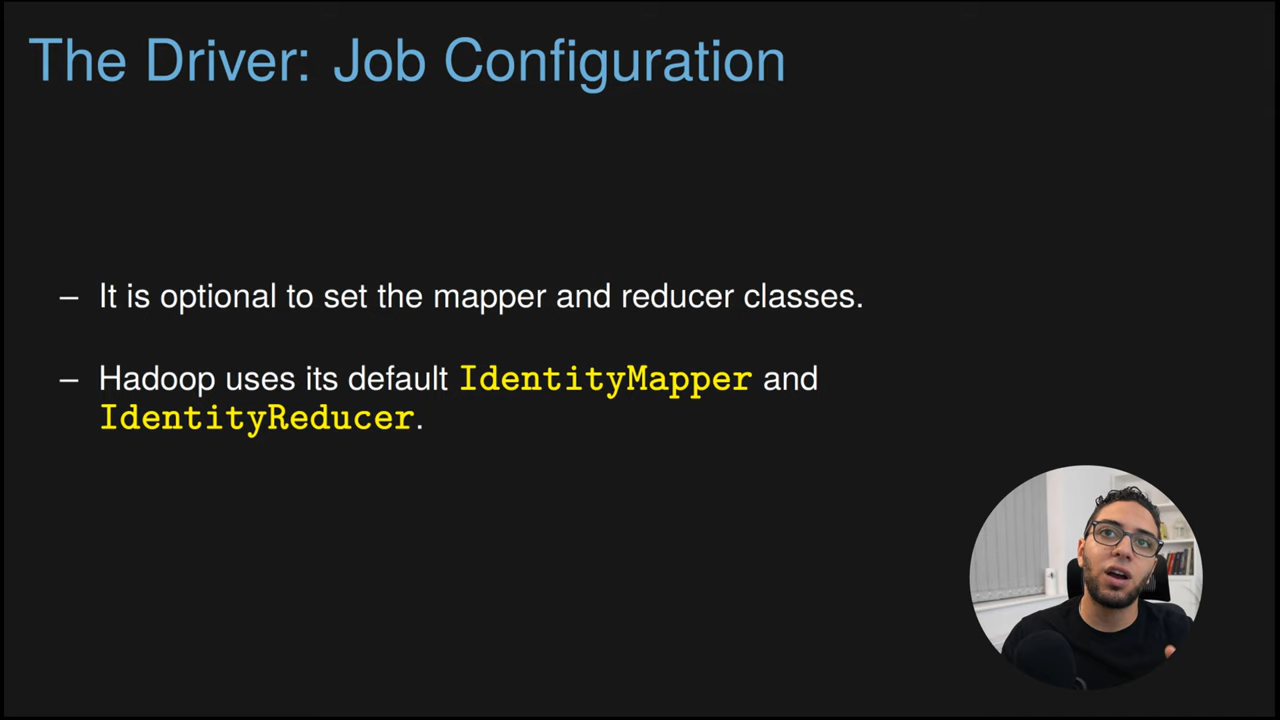 The Driver: Job Configuration
– It is optional to set the mapper and reducer classes.
– Hadoop uses its default IdentityMapper and
IdentityReducer.